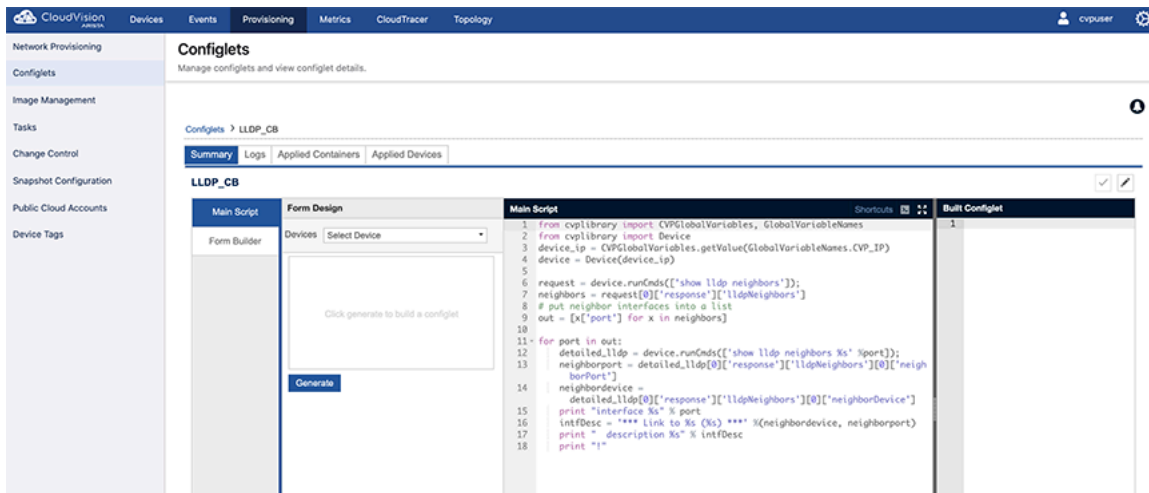 CloudVision
ARISTA
Devices
Events
Provisioning
Metrics
CloudTracer
Topology
cvpuser
Network Provisioning
Configlets
Image Management
Tasks
Change Control
Snapshot Configuration
Public Cloud Accounts
Device Tags
Configlets
Manage configlets and view configlet details.
Configlets > LLDP_CB
Summary
Logs
Applied Containers
Applied Devices
LLDP_CB
Main Script
Form Builder
Form Design
Devices
Select Device
Click generate to build a configlet
Generate
Main Script
Shortcuts
1 from cvplibrary import CVPGlobalVariables, GlobalVariableNames
2 from cvplibrary import Device
3 device_ip = CVPGlobalVariables.getValue(GlobalVariableNames.CVP_IP)
4 device = Device(device_ip)
5
6 request = device.runCmds(['show lldp neighbors']);
7 neighbors = request[0]['response']['lldpNeighbors']
8 # put neighbor interfaces into a list
9 out = [x['port'] for x in neighbors]
10
11 for port in out:
12 detailed_lldp = device.runCmds(['show lldp neighbors %s' %port]);
13 neighborport = detailed_lldp[0]['response']['lldpNeighbors'][0]['neigh
borPort']
14 neighbordevice =
detailed_lldp[0]['response']['lldpNeighbors'][0]['neighborDevice']
15 print "interface %s" % port
16 intfDesc = '*** Link to %s (%s) ***' %(neighbordevice, neighborport)
17 print "  description %s" % intfDesc
18 print "!"
Built Configlet
1